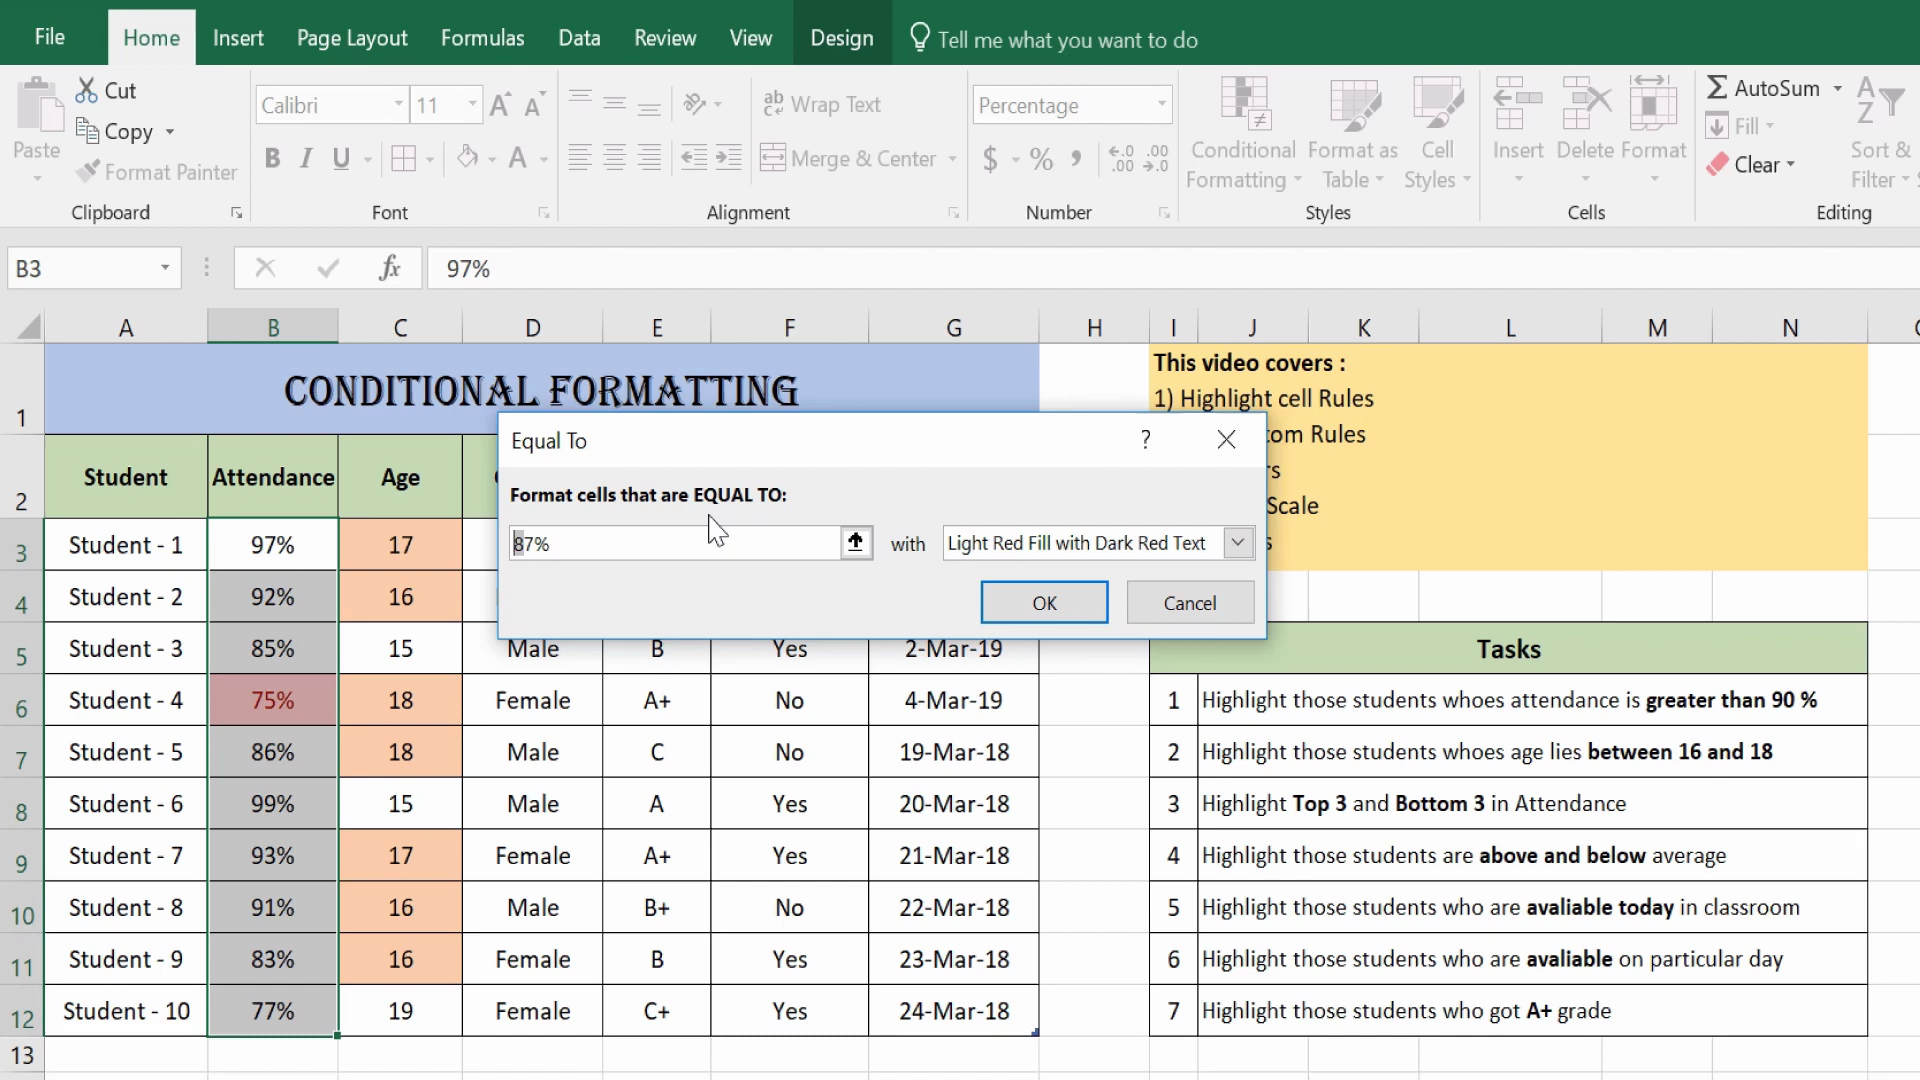 File Home Insert Page Layout Formulas Data Review View Design Tell me what you want to do
Paste
Cut
Copy
Format Painter
Clipboard
Calibri 11
B I U
Font
Wrap Text
Merge & Center
Alignment
Percentage
$ % ,
Number
Conditional Formatting
Format as Table
Cell Styles
Styles
Insert
Delete
Format
Cells
AutoSum
Fill
Clear
Sort & Filter
Editing
B3 fx 97%
A B C D E F G H I J K L M N
1 CONDITIONAL FORMATTING
This video covers :
1) Highlight cell Rules
tom Rules
rs
Scale
s
Equal To ? 
Format cells that are EQUAL TO:
87% with Light Red Fill with Dark Red Text
OK Cancel
2 Student Attendance Age
3 Student - 1 97% 17
4 Student - 2 92% 16
5 Student - 3 85% 15 Male B Yes 2-Mar-19
6 Student - 4 75% 18 Female A+ No 4-Mar-19
7 Student - 5 86% 18 Male C No 19-Mar-18
8 Student - 6 99% 15 Male A Yes 20-Mar-18
9 Student - 7 93% 17 Female A+ Yes 21-Mar-18
10 Student - 8 91% 16 Male B+ No 22-Mar-18
11 Student - 9 83% 16 Female B Yes 23-Mar-18
12 Student - 10 77% 19 Female C+ Yes 24-Mar-18
13
Tasks
1 Highlight those students whoes attendance is greater than 90 %
2 Highlight those students whoes age lies between 16 and 18
3 Highlight Top 3 and Bottom 3 in Attendance
4 Highlight those students are above and below average
5 Highlight those students who are avaliable today in classroom
6 Highlight those students who are avaliable on particular day
7 Highlight those students who got A+ grade